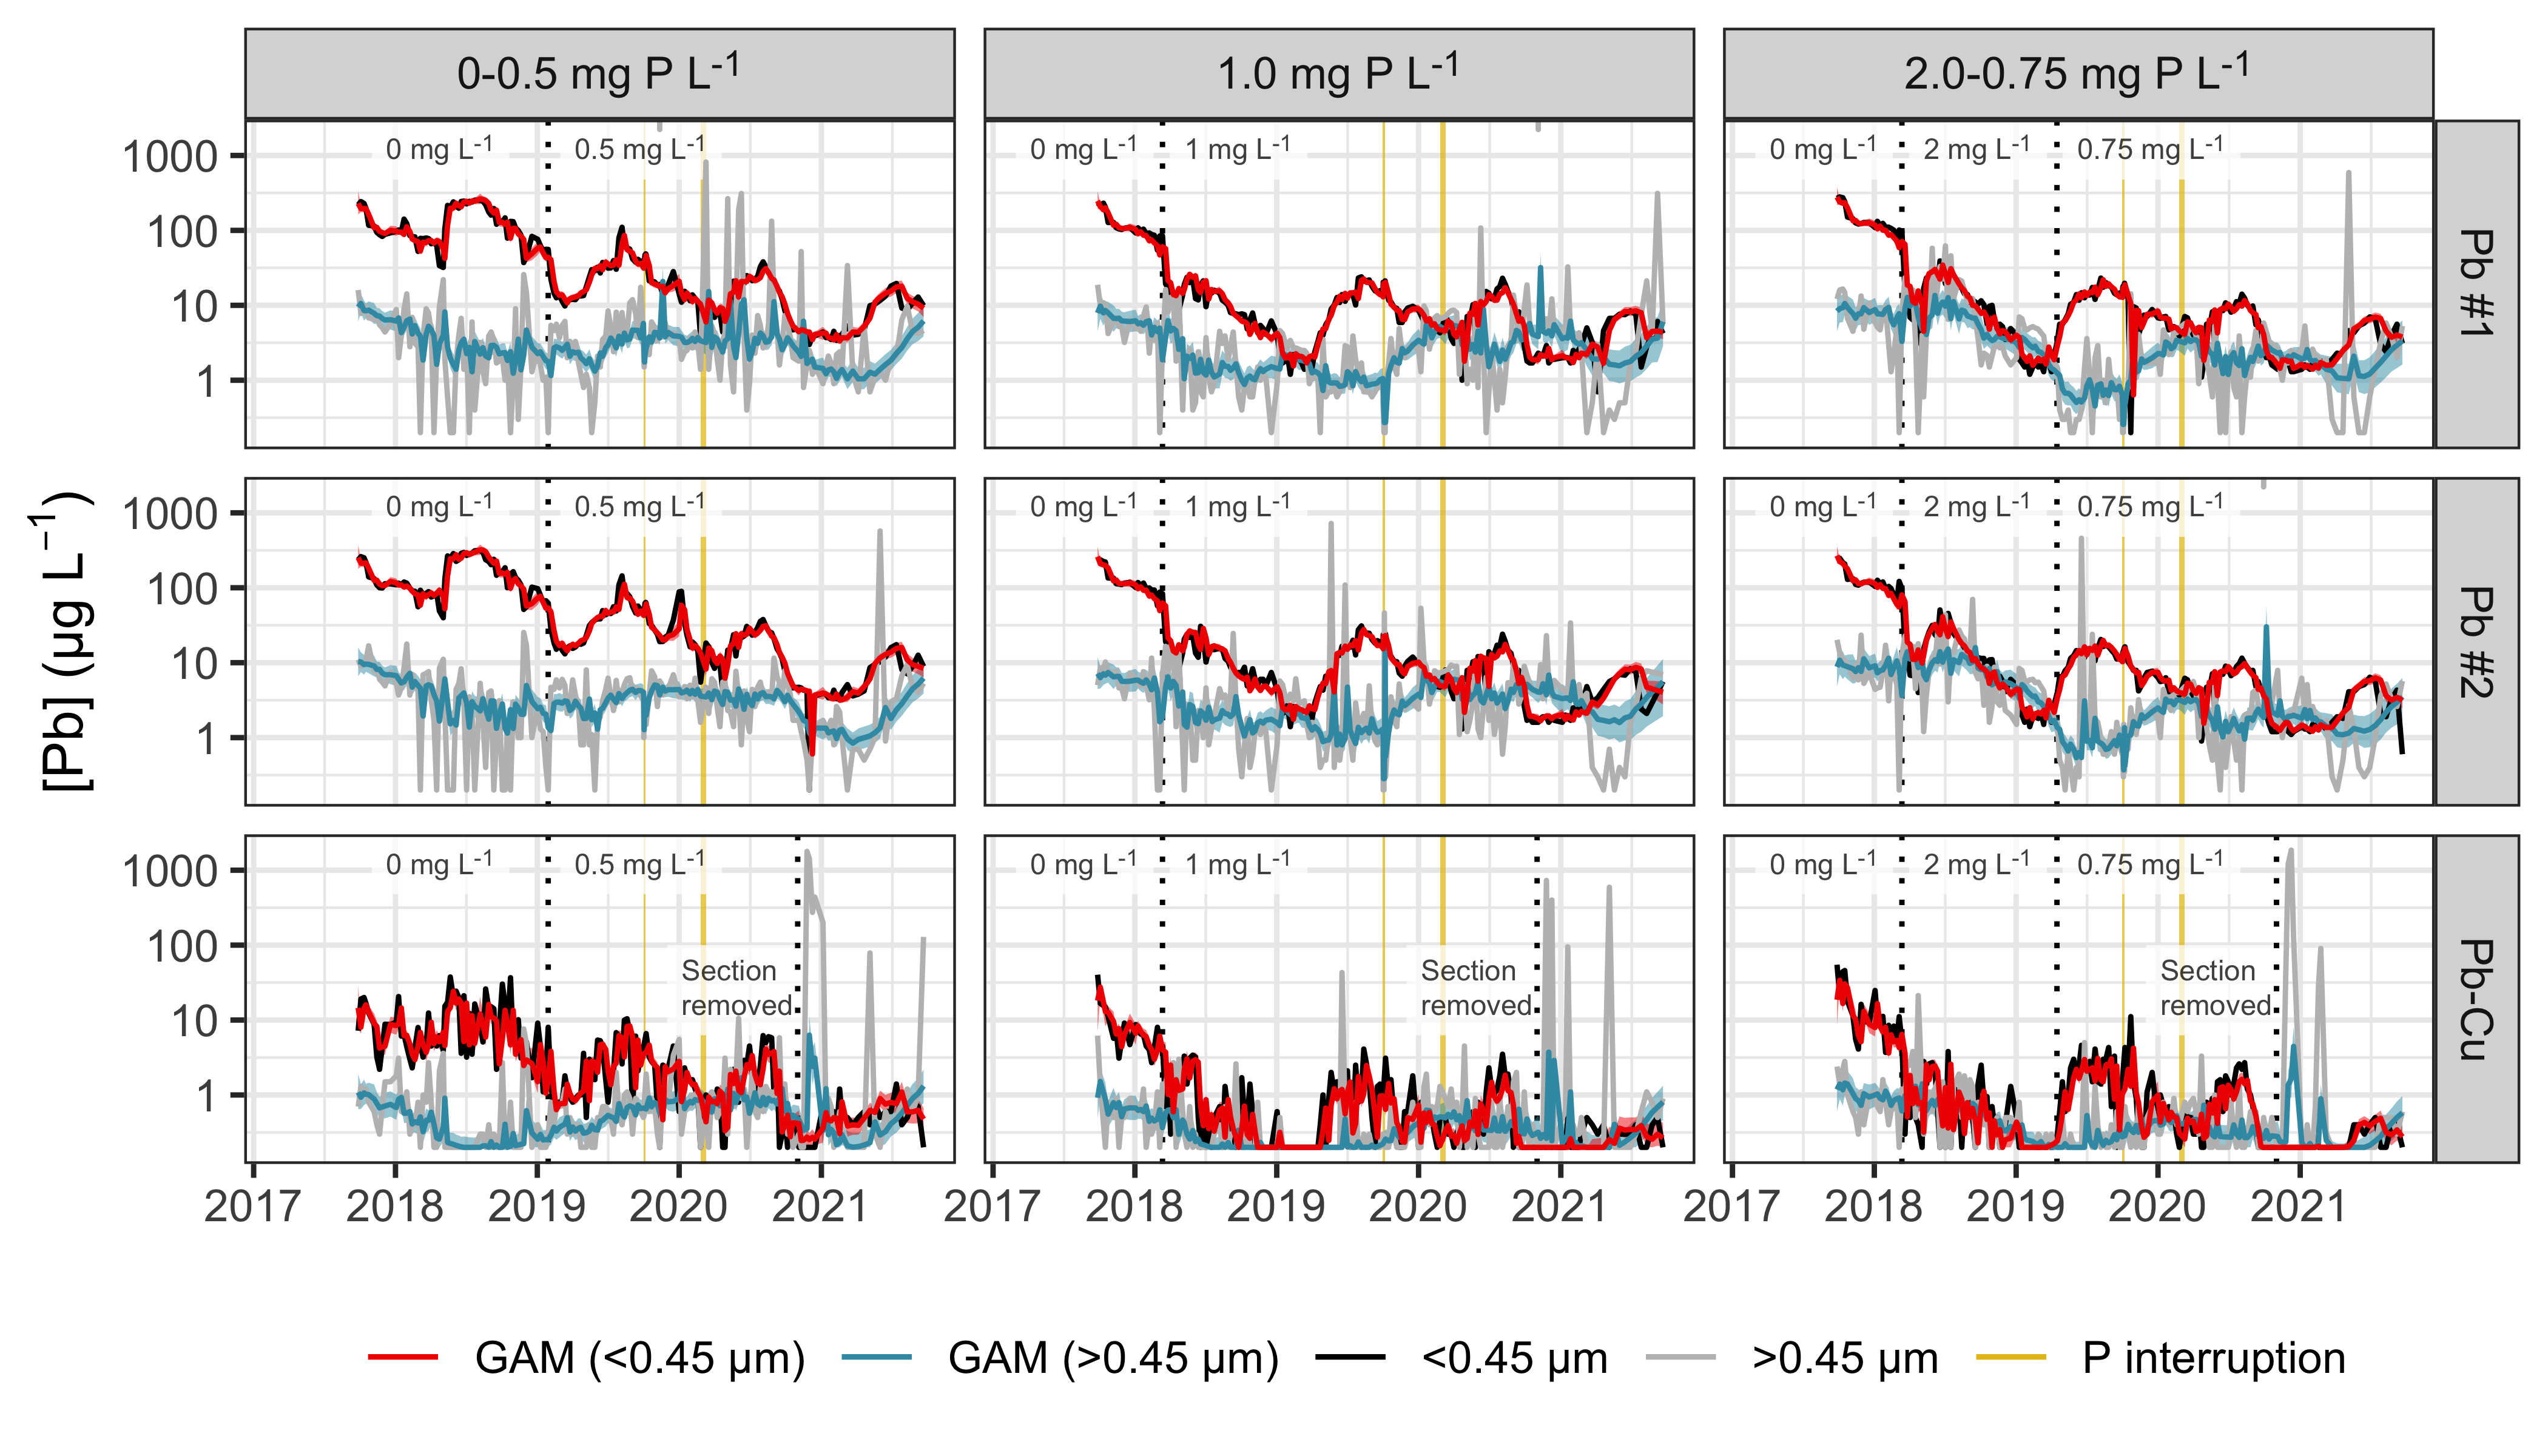 0-0.5 mg P L⁻¹
1.0 mg P L⁻¹
2.0-0.75 mg P L⁻¹
[Pb] (µg L⁻¹)
1000
100
10
1
0 mg L⁻¹
0.5 mg L⁻¹
0 mg L⁻¹
1 mg L⁻¹
0 mg L⁻¹
2 mg L⁻¹
0.75 mg L⁻¹
Pb #1
1000
100
10
1
0 mg L⁻¹
0.5 mg L⁻¹
0 mg L⁻¹
1 mg L⁻¹
0 mg L⁻¹
2 mg L⁻¹
0.75 mg L⁻¹
Pb #2
1000
100
10
1
0 mg L⁻¹
0.5 mg L⁻¹
Section
removed
0 mg L⁻¹
1 mg L⁻¹
Section
removed
0 mg L⁻¹
2 mg L⁻¹
0.75 mg L⁻¹
Section
removed
Pb-Cu
2017 2018 2019 2020 2021
2017 2018 2019 2020 2021
2017 2018 2019 2020 2021
GAM (<0.45 µm) GAM (>0.45 µm) <0.45 µm >0.45 µm P interruption